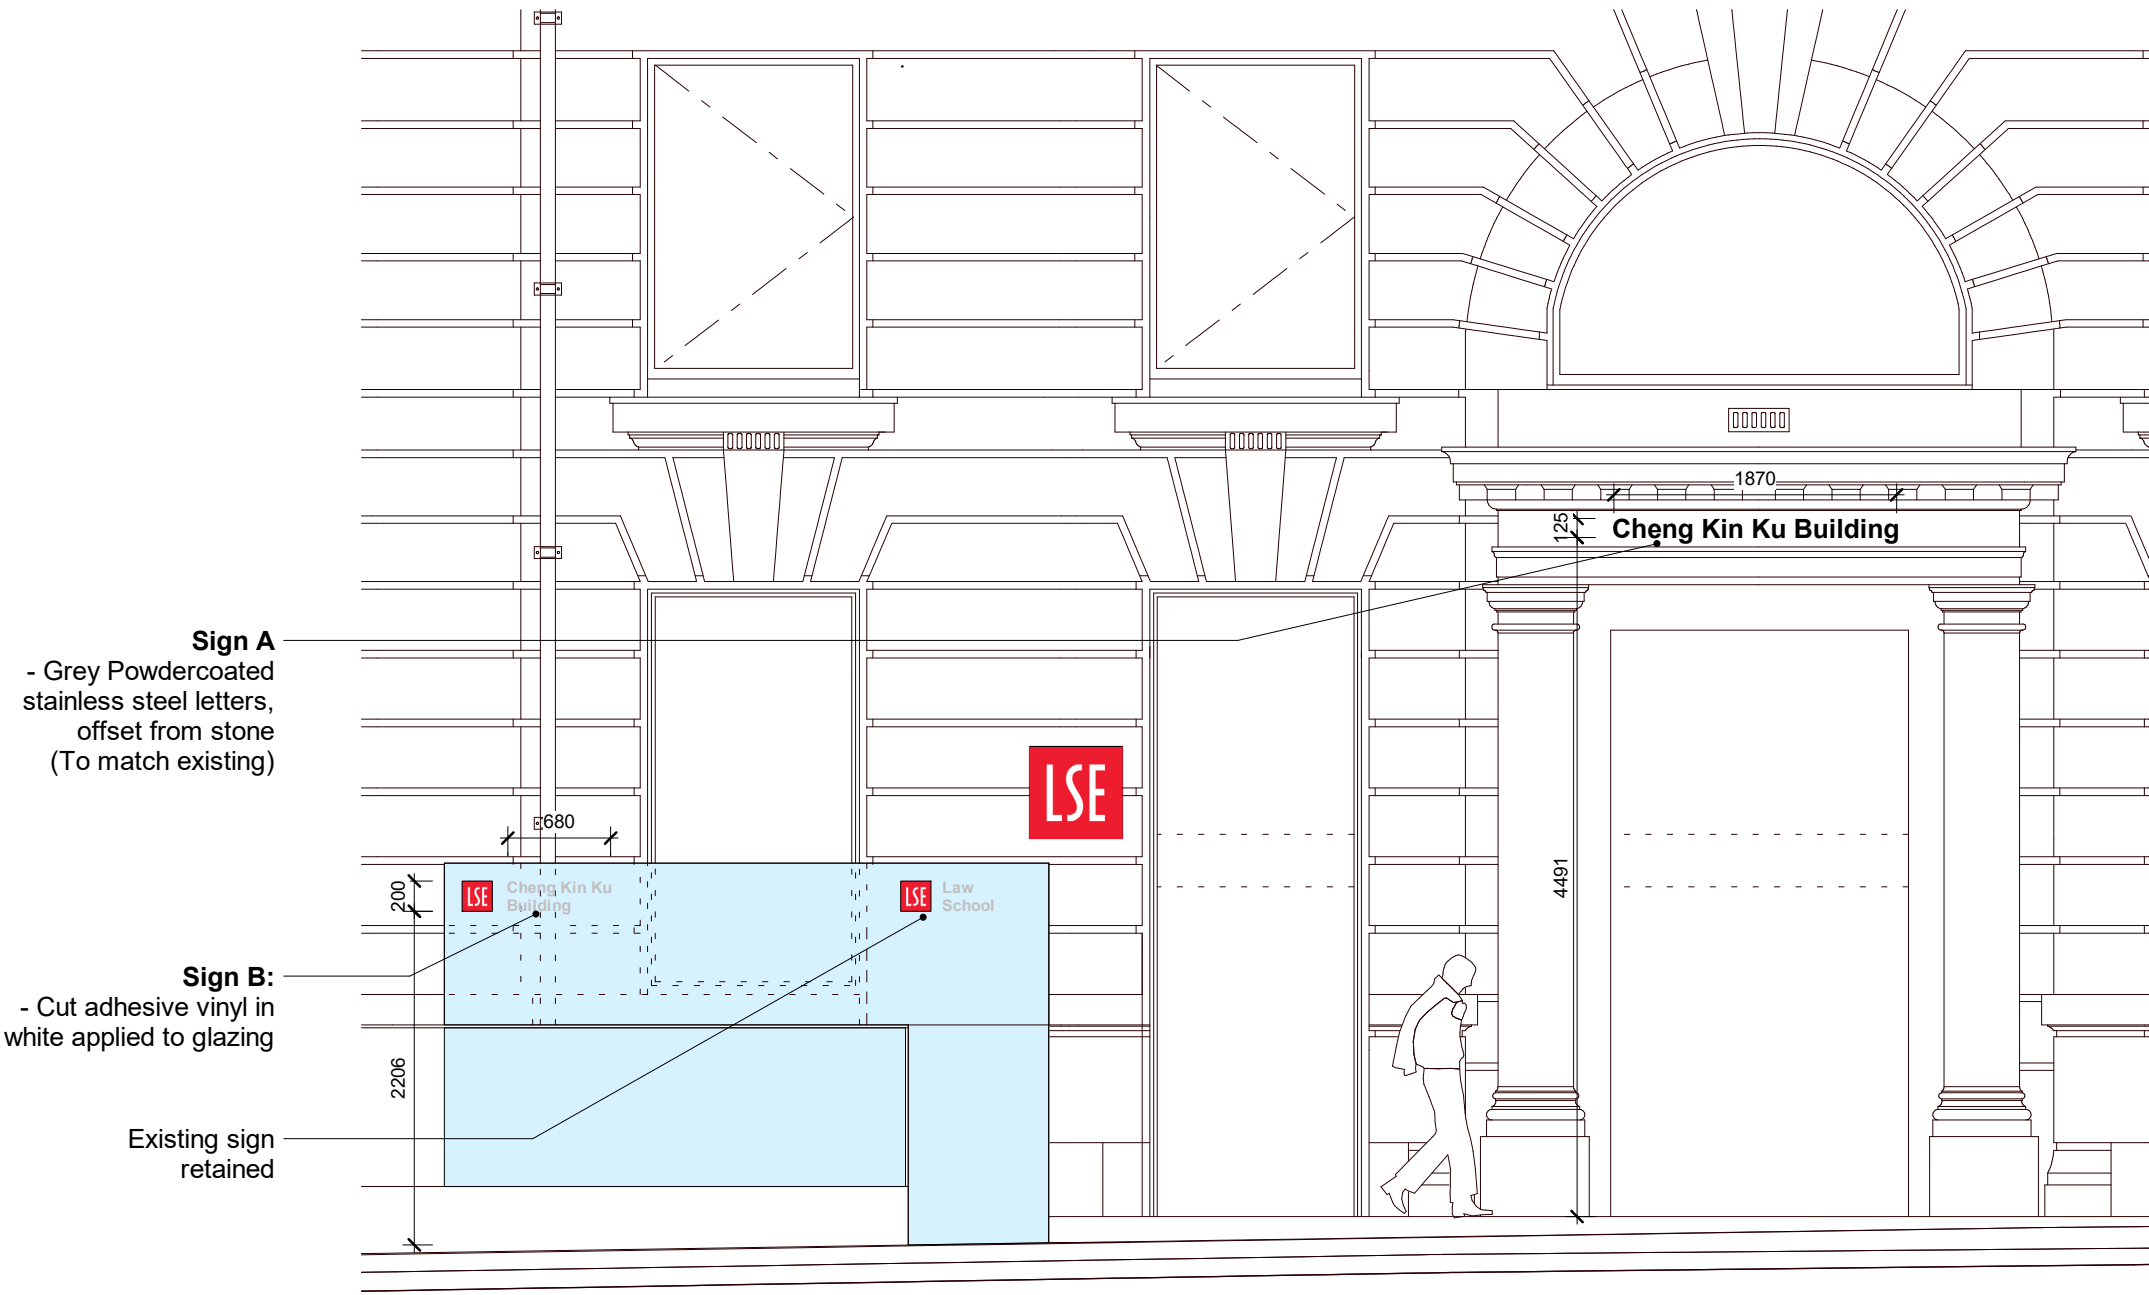 1870
125
Cheng Kin Ku Building
Sign A
- Grey Powdercoated
stainless steel letters,
offset from stone
(To match existing)
LSE
680
200
LSE
Cheng Kin Ku
Building
LSE
Law
School
4491
Sign B:
- Cut adhesive vinyl in
white applied to glazing
2206
Existing sign
retained